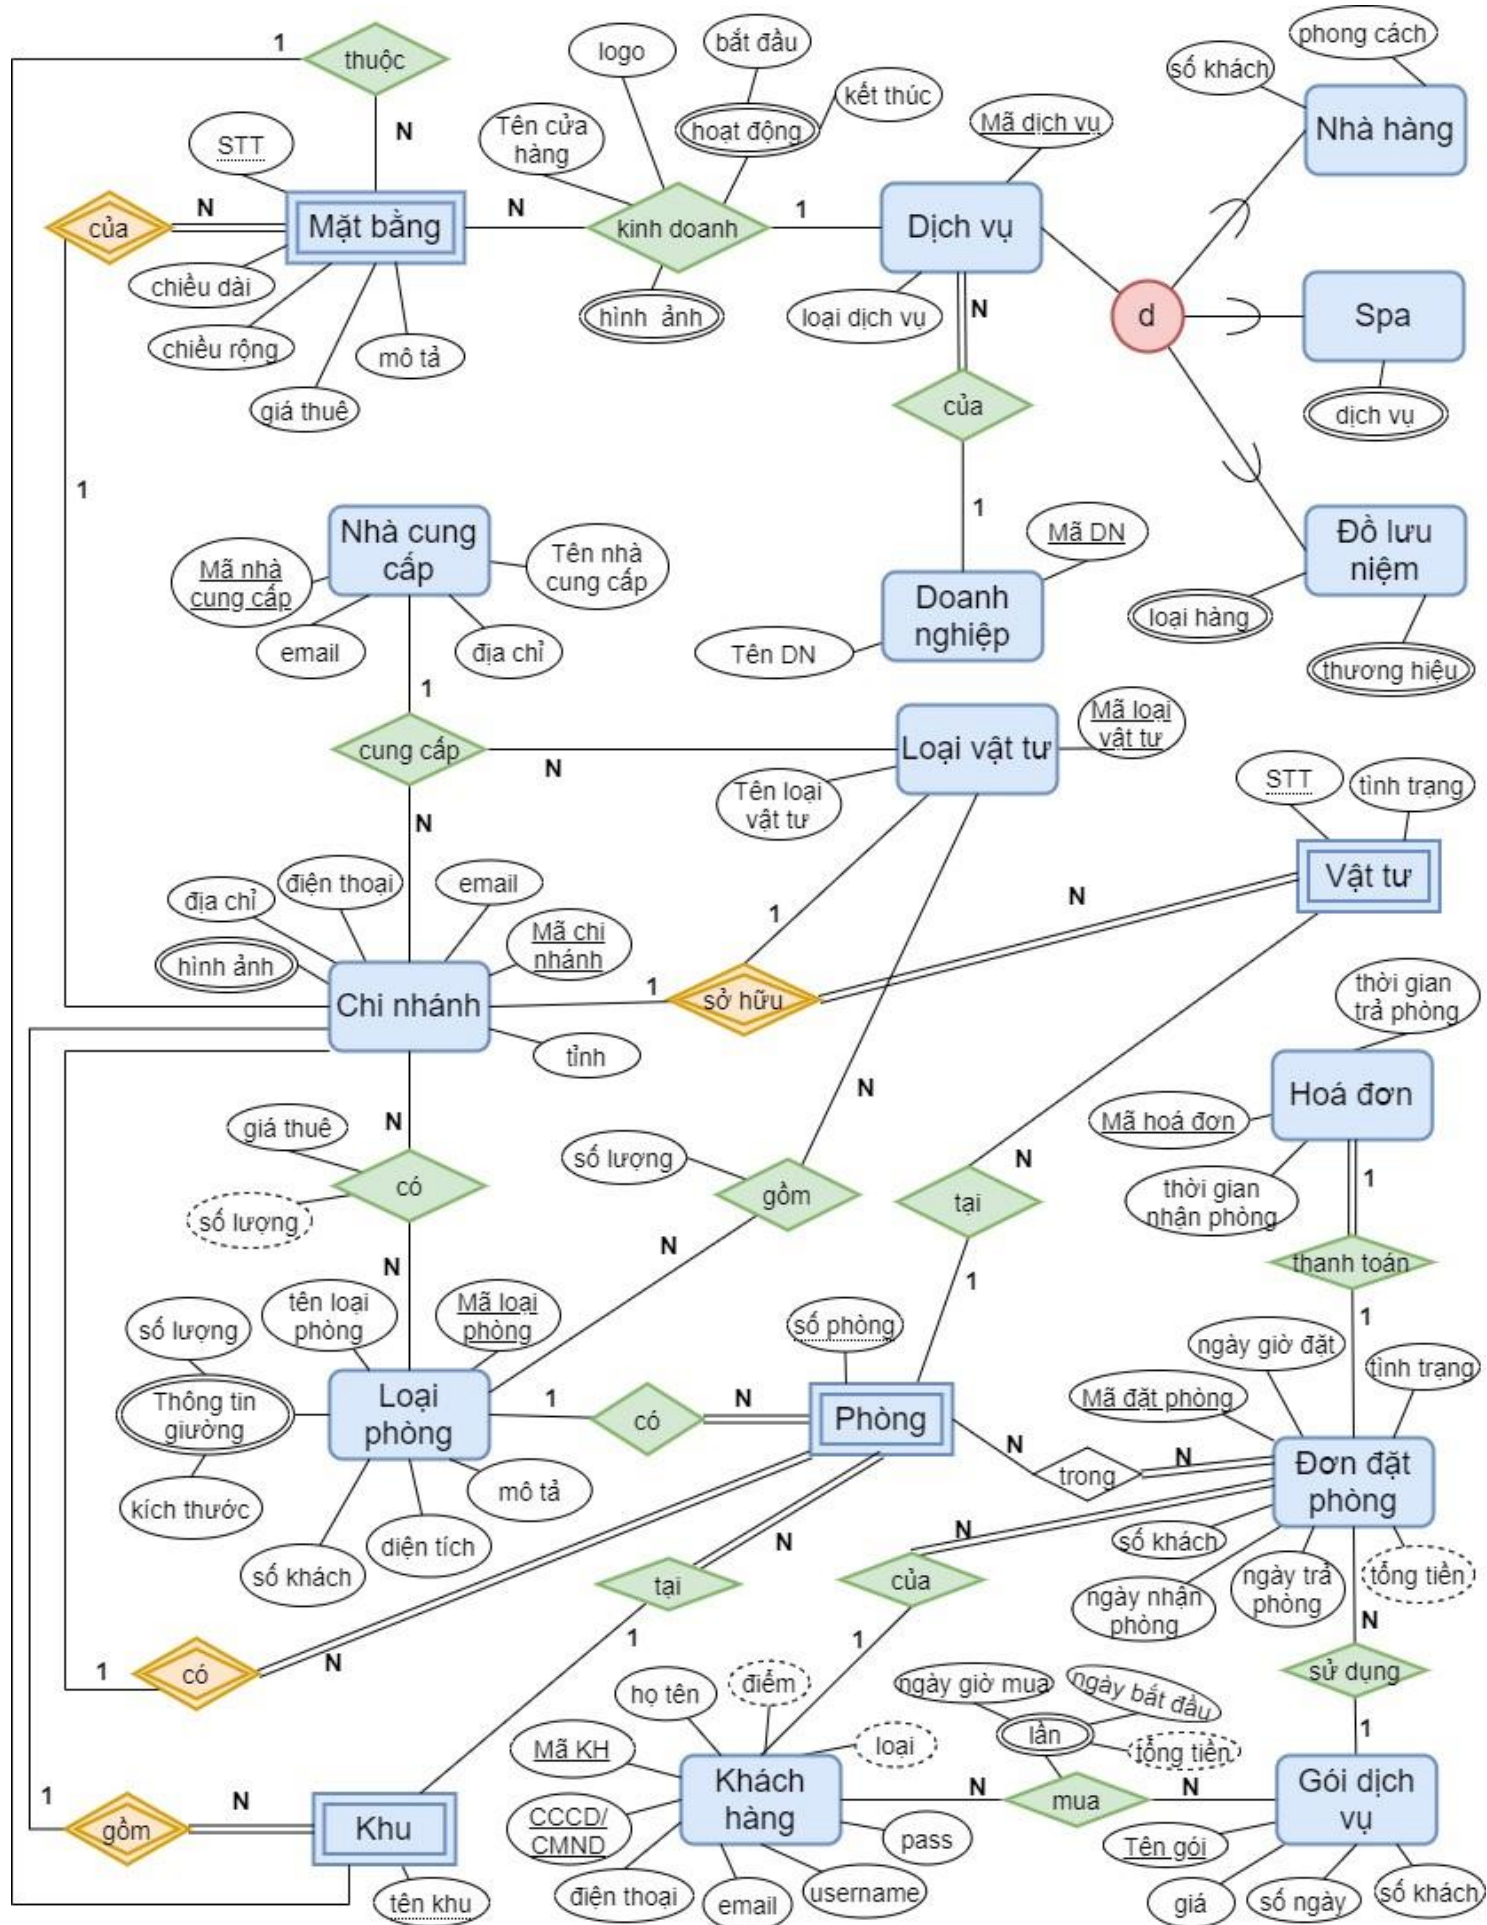 phong cách
bắt đầu
1
thuộc
logo
số khách
kết thúc
Tên cửa
hàng
hoạt động
Mã dịch vụ
Nhà hàng
N
STT
N
N
1
của
Mặt bằng
kinh doanh
Dịch vụ
chiều dài
hình ảnh
loại dịch vụ
N
d
Spa
chiều rộng
mô tả
giá thuê
của
dịch vụ
1
1
Nhà cung
cấp
Mã nhà
cung cấp
Tên nhà
cung cấp
Mã DN
Đồ lưu
niệm
Doanh
nghiệp
loại hàng
email
địa chỉ
Tên DN
thương hiệu
1
Mã loại
vật tư
cung cấp
N
Loại vật tư
Tên loại
vật tư
STT
tình trạng
N
Vật tư
địa chỉ
điện thoại
email
N
1
hình ảnh
Mã chi
nhánh
Chi nhánh
1
sở hữu
thời gian
trả phòng
tỉnh
N
Hoá đơn
Mã hoá đơn
giá thuê
N
số lượng
N
có
gồm
tại
thời gian
nhận phòng
1
số lượng
N
N
1
thanh toán
tên loại
phòng
Mã loại
phòng
số lượng
số phòng
1
ngày giờ đặt
tình trạng
Thông tin
giường
Loại
phòng
1
có
N
Phòng
Mã đặt phòng
N
trong
N
Đơn đặt
phòng
kích thước
mô tả
số khách
diện tích
N
N
số khách
tại
của
ngày nhận
phòng
ngày trả
phòng
tổng tiền
1
1
N
1
có
N
họ tên
điểm
ngày giờ mua
ngày bắt đầu
sử dụng
Mã KH
loại
lần
tổng tiền
1
1
gồm
N
Khu
Khách
hàng
N
mua
N
Gói dịch
vụ
CCCD/
CMND
pass
Tên gói
tên khu
điện thoại
email
username
giá
số ngày
số khách